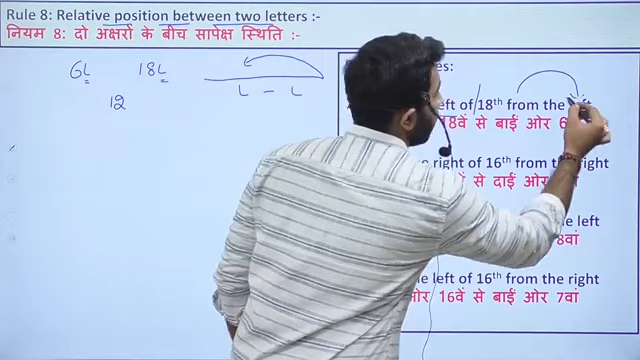 Rule 8: Relative position between two letters :-
नियम 8: दो अक्षरों के बीच सापेक्ष स्थिति :-
6L 18L
L - L
12
left of 18th from the left
18वें से बाईं ओर
right of 16th from the right
से दाईं ओर
left
8वां
he left of 16th from the right
ओर 16वें से बाईं ओर 7वां